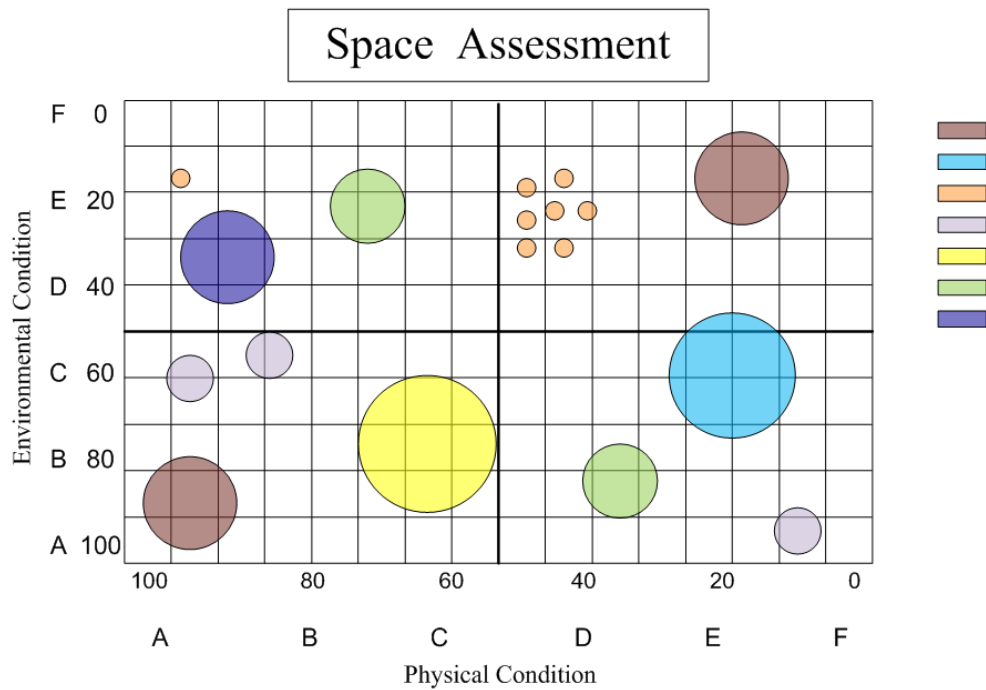 Space Assessment
F 0
E 20
D 40
C 60
B 80
A 100
Environmental Condition
100 80 60 40 20 0
A B C D E F
Physical Condition